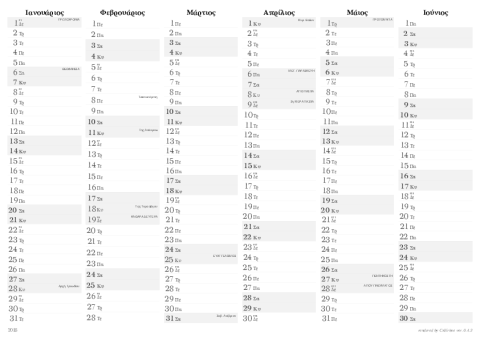 Ιανουάριος
1 Δε
2 Τρ
3 Τε
4 Πε
5 Πα
6 Σα
7 Κυ
8 Δε
9 Τρ
10 Τε
11 Πε
12 Πα
13 Σα
14 Κυ
15 Δε
16 Τρ
17 Τε
18 Πε
19 Πα
20 Σα
21 Κυ
22 Δε
23 Τρ
24 Τε
25 Πε
26 Πα
27 Σα
28 Κυ
29 Δε
30 Τρ
31 Τε
Φεβρουάριος
1 Πε
2 Πα
3 Σα
4 Κυ
5 Δε
6 Τρ
7 Τε
8 Πε
9 Πα
10 Σα
11 Κυ
12 Δε
13 Τρ
14 Τε
15 Πε
16 Πα
17 Σα
18 Κυ
19 Δε
20 Τρ
21 Τε
22 Πε
23 Πα
24 Σα
25 Κυ
26 Δε
27 Τρ
28 Τε
Μάρτιος
1 Πε
2 Πα
3 Σα
4 Κυ
5 Δε
6 Τρ
7 Τε
8 Πε
9 Πα
10 Σα
11 Κυ
12 Δε
13 Τρ
14 Τε
15 Πε
16 Πα
17 Σα
18 Κυ
19 Δε
20 Τρ
21 Τε
22 Πε
23 Πα
24 Σα
25 Κυ
26 Δε
27 Τρ
28 Τε
29 Πε
30 Πα
31 Σα
Απρίλιος
1 Κυ
2 Δε
3 Τρ
4 Τε
5 Πε
6 Πα
7 Σα
8 Κυ
9 Δε
10 Τρ
11 Τε
12 Πε
13 Πα
14 Σα
15 Κυ
16 Δε
17 Τρ
18 Τε
19 Πε
20 Πα
21 Σα
22 Κυ
23 Δε
24 Τρ
25 Τε
26 Πε
27 Πα
28 Σα
29 Κυ
30 Δε
Μάιος
1 Τρ
2 Τε
3 Πε
4 Πα
5 Σα
6 Κυ
7 Δε
8 Τρ
9 Τε
10 Πε
11 Πα
12 Σα
13 Κυ
14 Δε
15 Τρ
16 Τε
17 Πε
18 Πα
19 Σα
20 Κυ
21 Δε
22 Τρ
23 Τε
24 Πε
25 Πα
26 Σα
27 Κυ
28 Δε
29 Τρ
30 Τε
31 Πε
Ιούνιος
1 Πα
2 Σα
3 Κυ
4 Δε
5 Τρ
6 Τε
7 Πε
8 Πα
9 Σα
10 Κυ
11 Δε
12 Τρ
13 Τε
14 Πε
15 Πα
16 Σα
17 Κυ
18 Δε
19 Τρ
20 Τε
21 Πε
22 Πα
23 Σα
24 Κυ
25 Δε
26 Τρ
27 Τε
28 Πε
29 Πα
30 Σα
2018